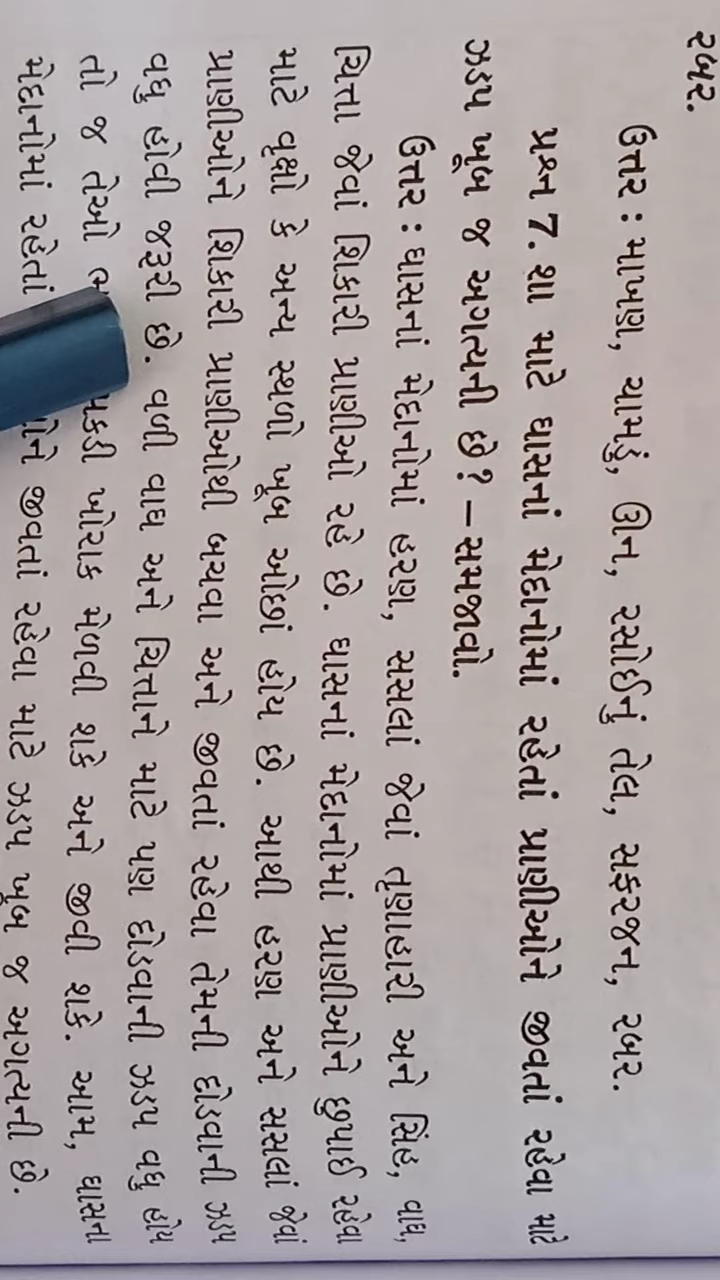 રબર.
ઉત્તર : માખણ, ચામડું, ઊન, રસોઈનું તેલ, સફરજન, રબર.
પ્રશ્ન 7. શા માટે ઘાસનાં મેદાનોમાં રહેતાં પ્રાણીઓને જીવતાં રહેવા માટે
ઝડપ ખૂબ જ અગત્યની છે? – સમજાવો.
ઉત્તર : ઘાસનાં મેદાનોમાં હરણ, સસલાં જેવાં તૃણાહારી અને સિંહ, વાઘ,
ચિત્તા જેવાં શિકારી પ્રાણીઓ રહે છે. ઘાસનાં મેદાનોમાં પ્રાણીઓને છુપાઈ રહેવા
માટે વૃક્ષો કે અન્ય સ્થળો ખૂબ ઓછાં હોય છે. આથી હરણ અને સસલાં જેવાં
પ્રાણીઓને શિકારી પ્રાણીઓથી બચવા અને જીવતાં રહેવા તેમની દોડવાની ઝડપ
વધુ હોવી જરૂરી છે. વળી વાઘ અને ચિત્તાને માટે પણ દોડવાની ઝડપ વધુ હોય
તો જ તેઓ પકડી ખોરાક મેળવી શકે અને જીવી શકે. આમ, ઘાસના
મેદાનોમાં રહેતાં જીવતાં રહેવા માટે ઝડપ ખૂબ જ અગત્યની છે.